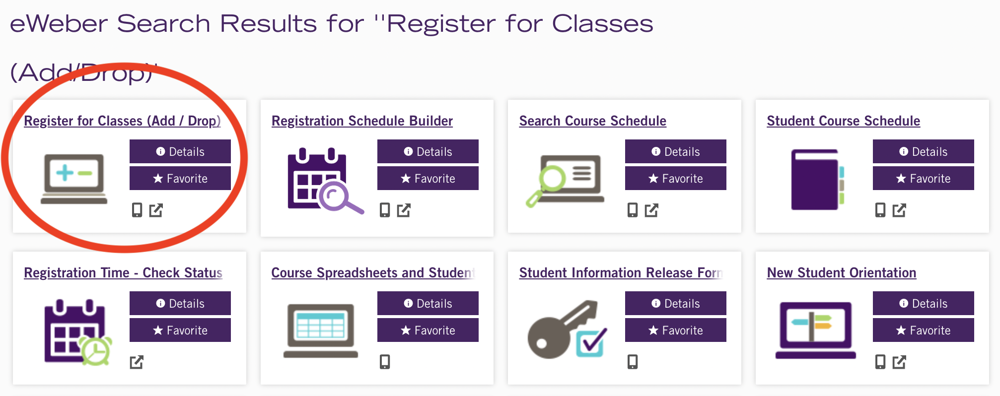 eWeber Search Results for "Register for Classes
(Add/Drop)'
Register for Classes (Add / Drop)
Details
Favorite
Registration Schedule Builder
Details
Favorite
Search Course Schedule
Details
Favorite
Student Course Schedule
Details
Favorite
Registration Time - Check Status
Details
Favorite
Course Spreadsheets and Student
Details
Favorite
Student Information Release Form
Details
Favorite
New Student Orientation
Details
Favorite